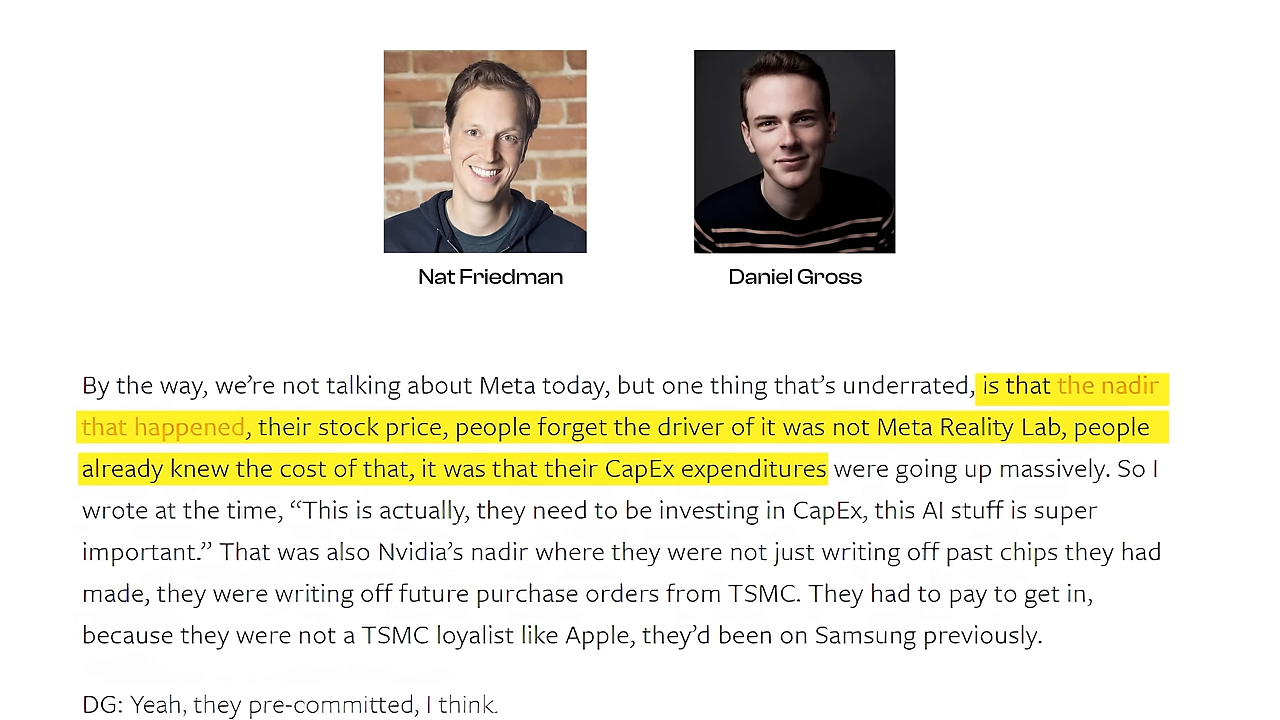 Nat Friedman
Daniel Gross
By the way, we’re not talking about Meta today, but one thing that’s underrated, is that the nadir
that happened, their stock price, people forget the driver of it was not Meta Reality Lab, people
already knew the cost of that, it was that their CapEx expenditures were going up massively. So I
wrote at the time, “This is actually, they need to be investing in CapEx, this AI stuff is super
important.” That was also Nvidia’s nadir where they were not just writing off past chips they had
made, they were writing off future purchase orders from TSMC. They had to pay to get in,
because they were not a TSMC loyalist like Apple, they’d been on Samsung previously.
DG: Yeah, they pre-committed, I think.